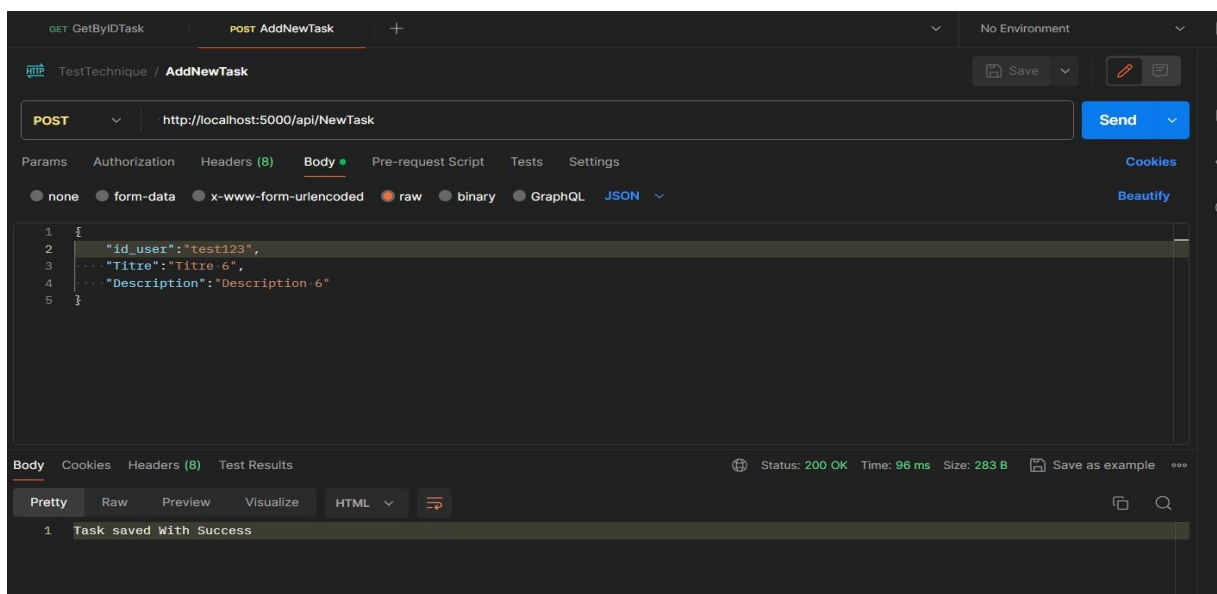 GET GetByIDTask POST AddNewTask + No Environment
HTTP TestTechnique / AddNewTask Save
POST http://localhost:5000/api/NewTask Send
Params Authorization Headers (8) Body Pre-request Script Tests Settings Cookies
none form-data x-www-form-urlencoded raw binary GraphQL JSON Beautify
1 {
2 "id_user":"test123",
3 "Titre":"Titre 6",
4 "Description":"Description 6"
5 }
Body Cookies Headers (8) Test Results Status: 200 OK Time: 96 ms Size: 283 B Save as example
Pretty Raw Preview Visualize HTML
1 Task saved With Success